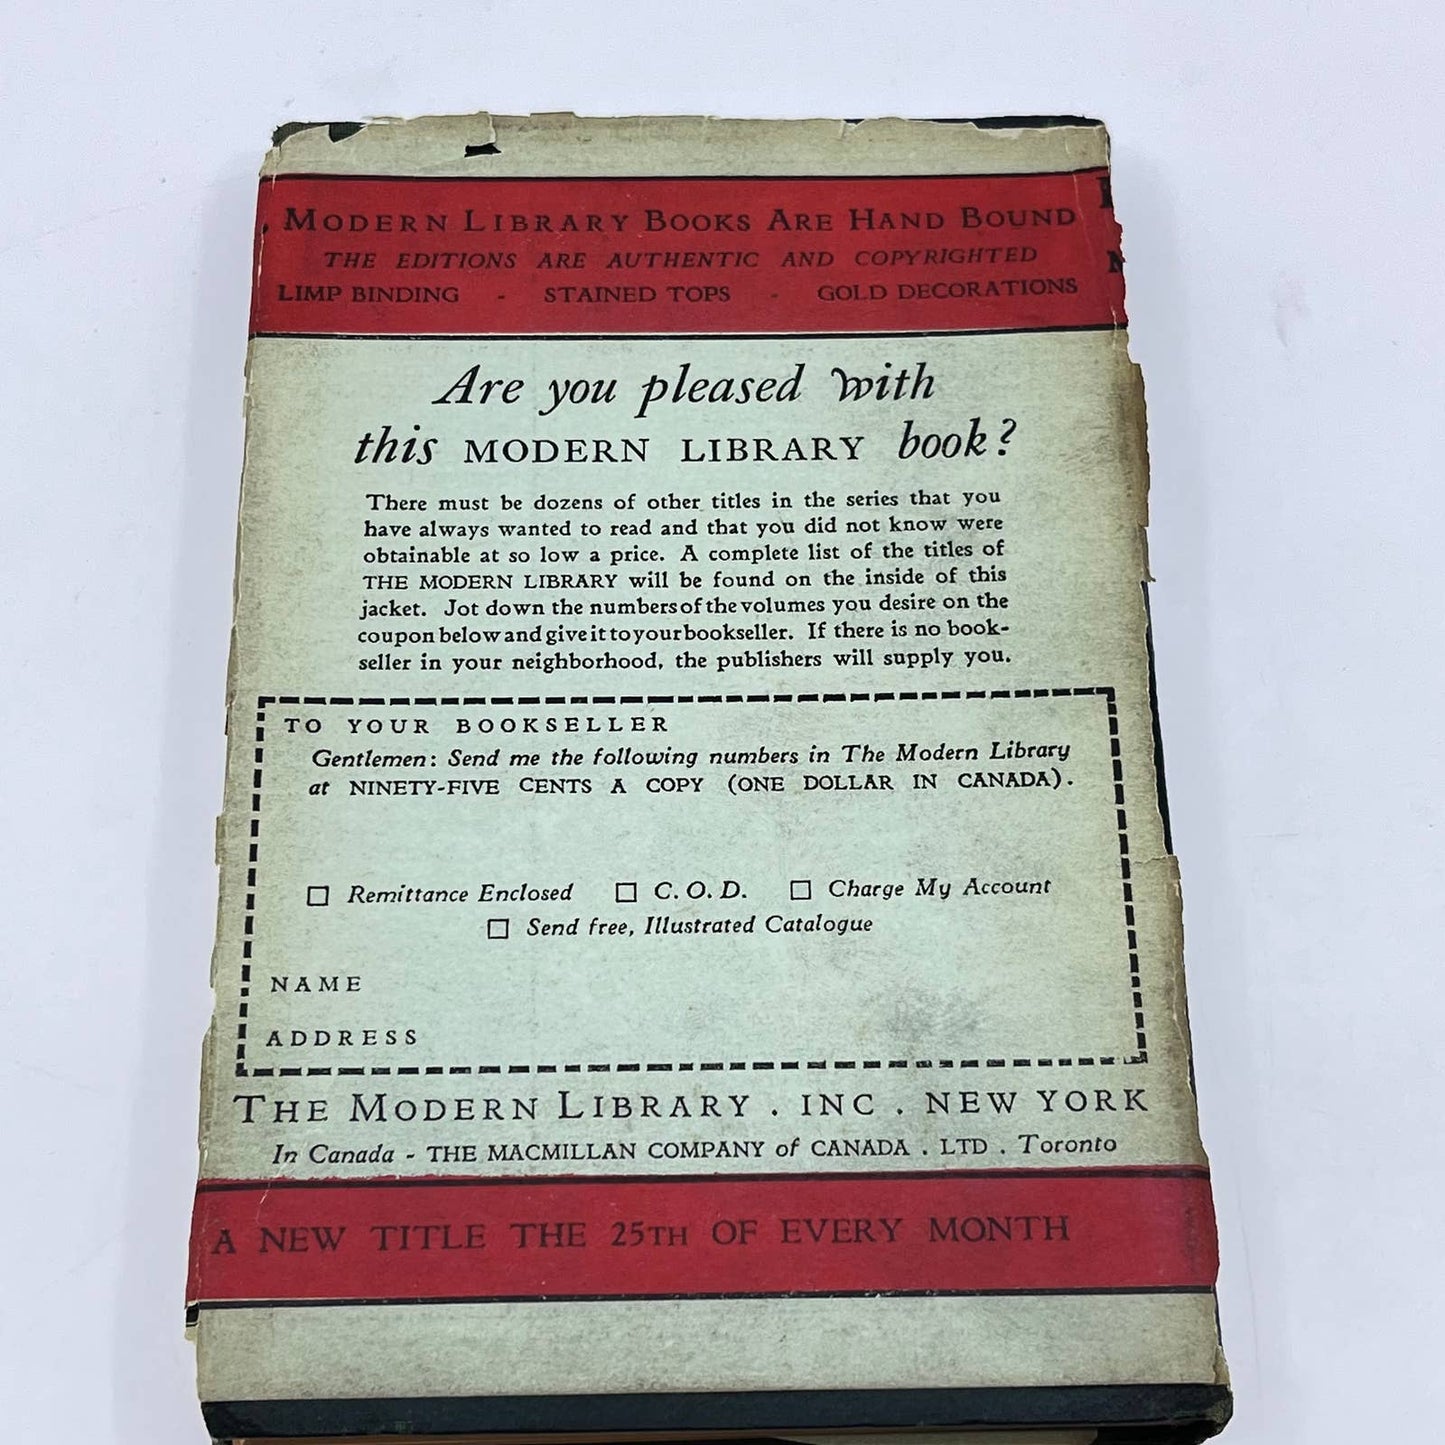 MODERN LIBRARY BOOKS ARE HAND BOUND
THE EDITIONS ARE AUTHENTIC AND COPYRIGHTED
LIMP BINDING - STAINED TOPS - GOLD DECORATIONS
Are you pleased with
this MODERN LIBRARY book?
There must be dozens of other titles in the series that you
have always wanted to read and that you did not know were
obtainable at so low a price. A complete list of the titles of
THE MODERN LIBRARY will be found on the inside of this
jacket. Jot down the numbers of the volumes you desire on the
coupon below and give it to your bookseller. If there is no book-
seller in your neighborhood, the publishers will supply you.
TO YOUR BOOKSELLER
Gentlemen: Send me the following numbers in The Modern Library
at NINETY-FIVE CENTS A COPY (ONE DOLLAR IN CANADA).
Remittance Enclosed C.O.D. Charge My Account
Send free, Illustrated Catalogue
NAME
ADDRESS
THE MODERN LIBRARY . INC . NEW YORK
In Canada - THE MACMILLAN COMPANY of CANADA . LTD . Toronto
A NEW TITLE THE 25TH OF EVERY MONTH